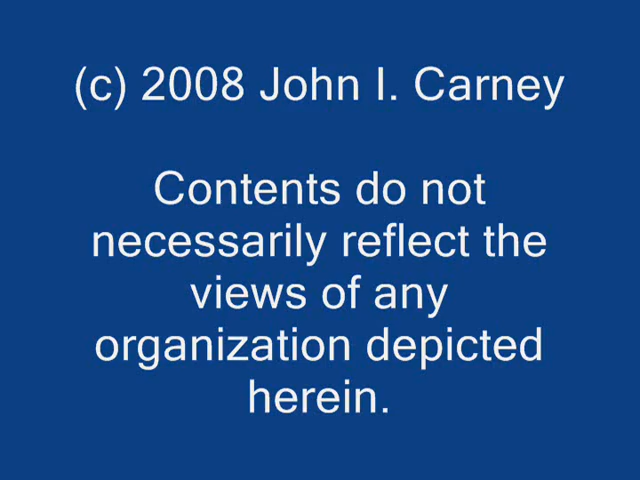 (c) 2008 John I. Carney
Contents do not
necessarily reflect the
views of any
organization depicted
herein.